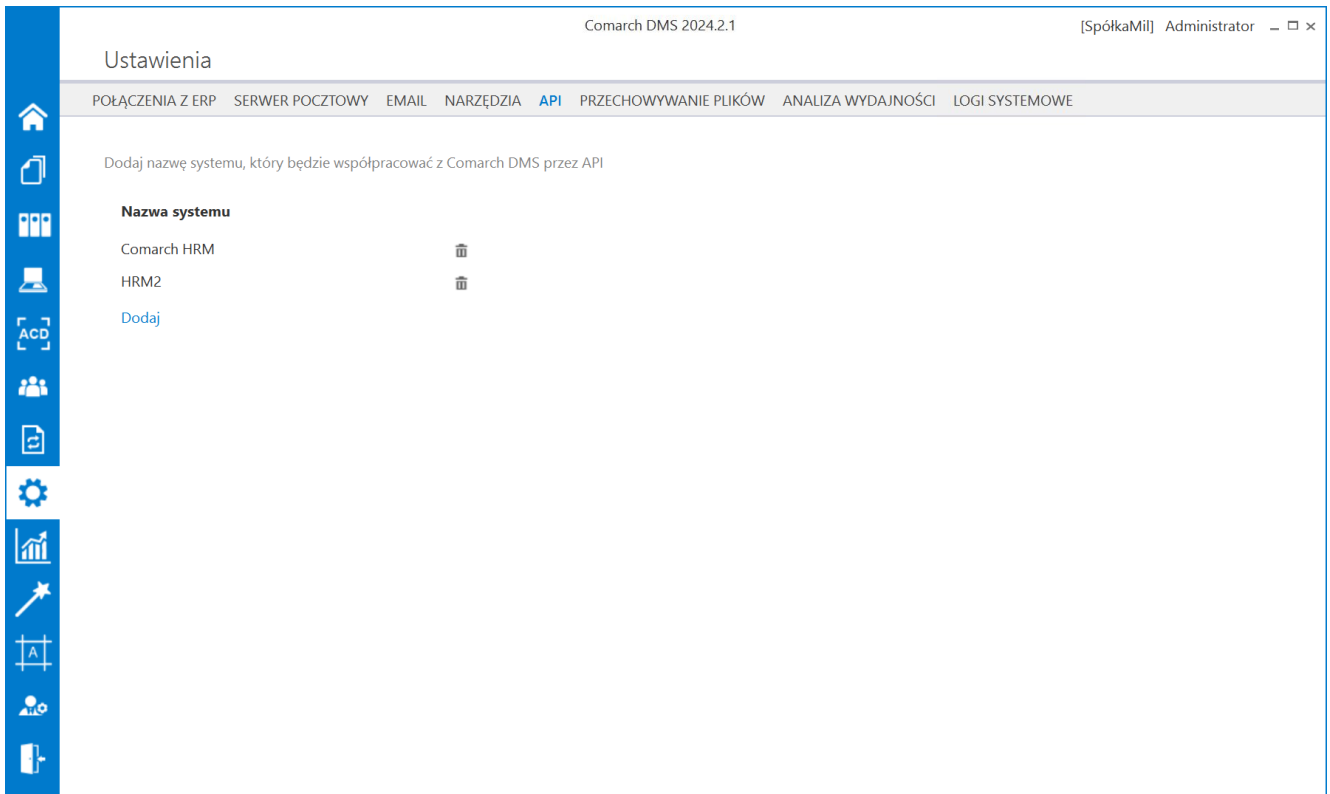 Comarch DMS 2024.2.1 [SpółkaMil] Administrator
Ustawienia
POŁĄCZENIA Z ERP SERWER POCZTOWY EMAIL NARZĘDZIA API PRZECHOWYWANIE PLIKÓW ANALIZA WYDAJNOŚCI LOGI SYSTEMOWE
Dodaj nazwę systemu, który będzie współpracować z Comarch DMS przez API
Nazwa systemu
Comarch HRM
HRM2
Dodaj
ACD
A